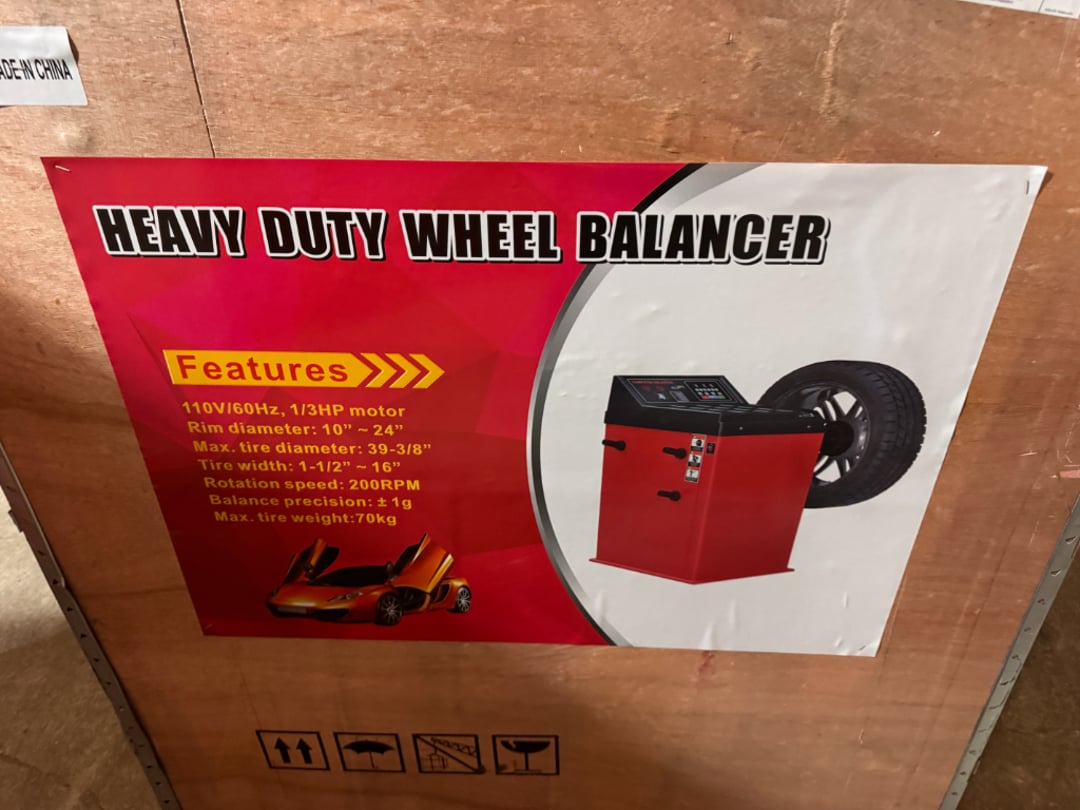 IN CHINA
HEAVY DUTY WHEEL BALANCER
Features
110V/60Hz, 1/3HP motor
Rim diameter: 10” ~ 24”
Max. tire diameter: 39-3/8”
Tire width: 1-1/2” ~ 16”
Rotation speed: 200RPM
Balance precision: ± 1g
Max. tire weight:70kg